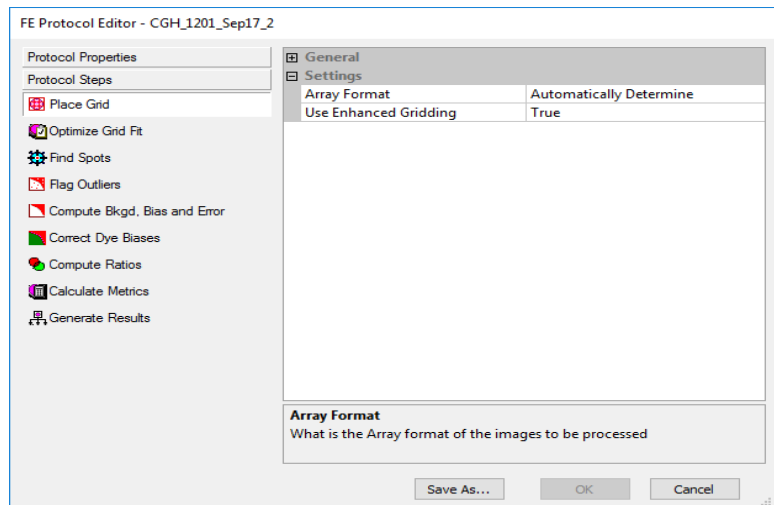 FE Protocol Editor - CGH_1201_Sep17_2
Protocol Properties
Protocol Steps
Place Grid
Optimize Grid Fit
Find Spots
Flag Outliers
Compute Bkgd, Bias and Error
Correct Dye Biases
Compute Ratios
Calculate Metrics
Generate Results
General
Settings
Array Format Automatically Determine
Use Enhanced Gridding True
Array Format
What is the Array format of the images to be processed
Save As... OK Cancel